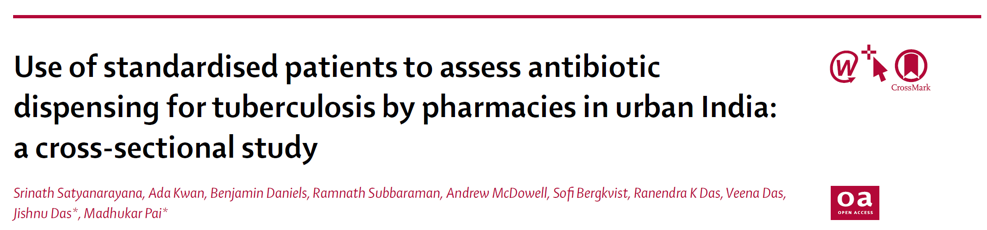 Use of standardised patients to assess antibiotic
dispensing for tuberculosis by pharmacies in urban India:
a cross-sectional study
W
CrossMark
Srinath Satyanarayana, Ada Kwan, Benjamin Daniels, Ramnath Subbaraman, Andrew McDowell, Sofi Bergkvist, Ranendra K Das, Veena Das,
Jishnu Das*, Madhukar Pai*
oa
OPEN ACCESS